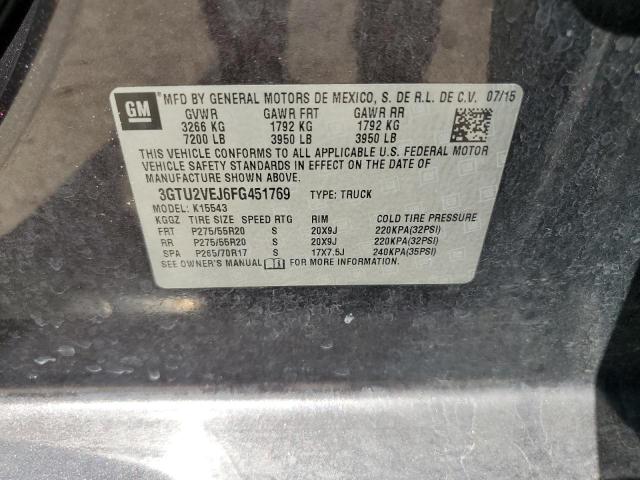 GM
MFD BY GENERAL MOTORS DE MEXICO, S. DE R.L. DE C.V. 07/15
GVWR GAWR FRT GAWR RR
3266 KG 1792 KG 1792 KG
7200 LB 3950 LB 3950 LB
THIS VEHICLE CONFORMS TO ALL APPLICABLE U.S. FEDERAL MOTOR
VEHICLE SAFETY STANDARDS IN EFFECT ON THE DATE OF
MANUFACTURE SHOWN ABOVE.
3GTU2VEJ6FG451769 TYPE: TRUCK
MODEL: K15543
KGGZ TIRE SIZE SPEED RTG RIM COLD TIRE PRESSURE
FRT P275/55R20 S 20X9J 220KPA(32PSI)
RR P275/55R20 S 20X9J 220KPA(32PSI)
SPA P265/70R17 S 17X7.5J 240KPA(35PSI)
SEE OWNER'S MANUAL FOR MORE INFORMATION.